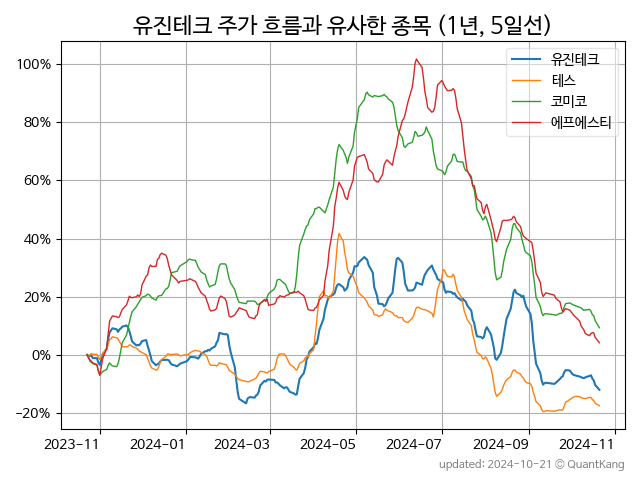 유진테크 주가 흐름과 유사한 종목 (1년, 5일선)
유진테크
테스
코미코
에프에스티
100%
80%
60%
40%
20%
0%
−20%
2023-11 2024-01 2024-03 2024-05 2024-07 2024-09 2024-11
updated: 2024-10-21 © QuantKang